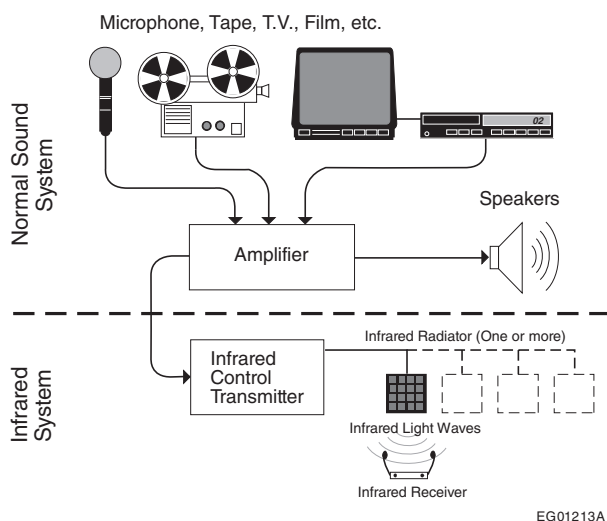 Microphone, Tape, T.V., Film, etc.
Normal Sound
System
02
Speakers
Amplifier
Infrared
System
Infrared Radiator (One or more)
Infrared
Control
Transmitter
Infrared Light Waves
Infrared Receiver
EG01213A